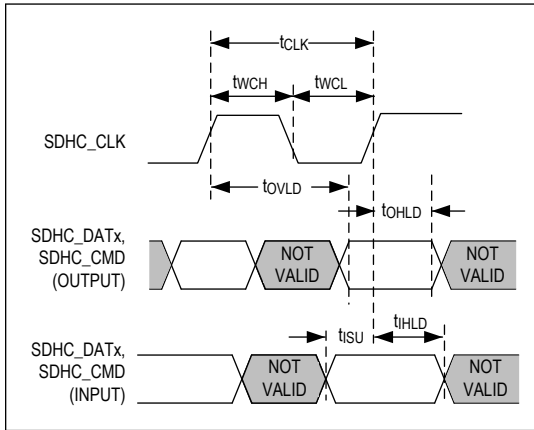 tCLK
tWCH
tWCL
SDHC_CLK
tOVLD
tOHLD
SDHC_DATx,
SDHC_CMD
(OUTPUT)
NOT
VALID
NOT
VALID
tISU
tIHLD
SDHC_DATx,
SDHC_CMD
(INPUT)
NOT
VALID
NOT
VALID